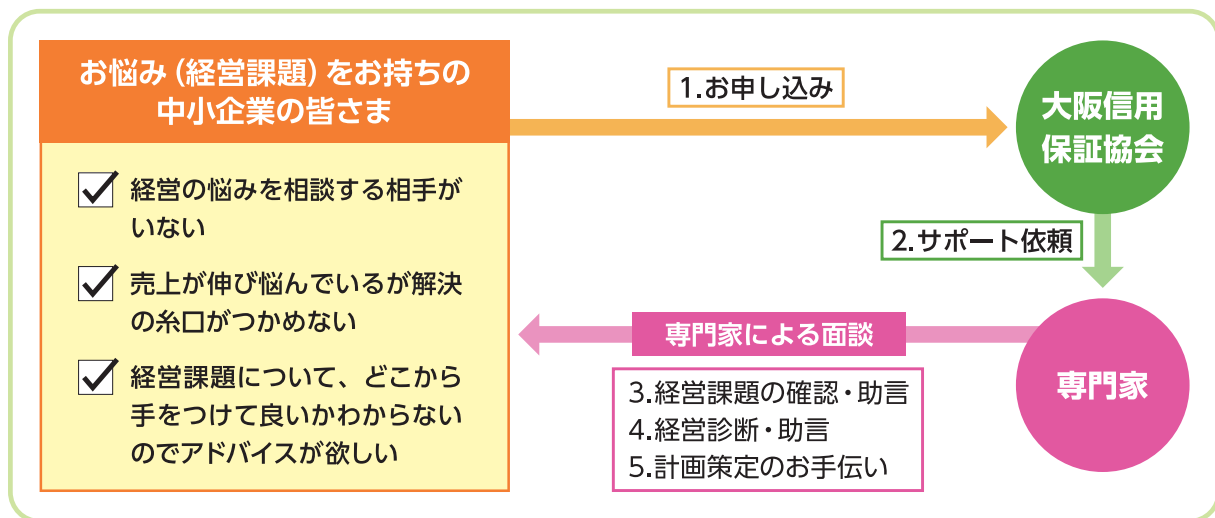 お悩み（経営課題）をお持ちの
中小企業の皆さま
経営の悩みを相談する相手が
いない
売上が伸び悩んでいるが解決
の糸口がつかめない
経営課題について、どこから
手をつけて良いかわからない
のでアドバイスが欲しい
1.お申し込み
大阪信用
保証協会
2.サポート依頼
専門家
専門家による面談
3.経営課題の確認・助言
4.経営診断・助言
5.計画策定のお手伝い